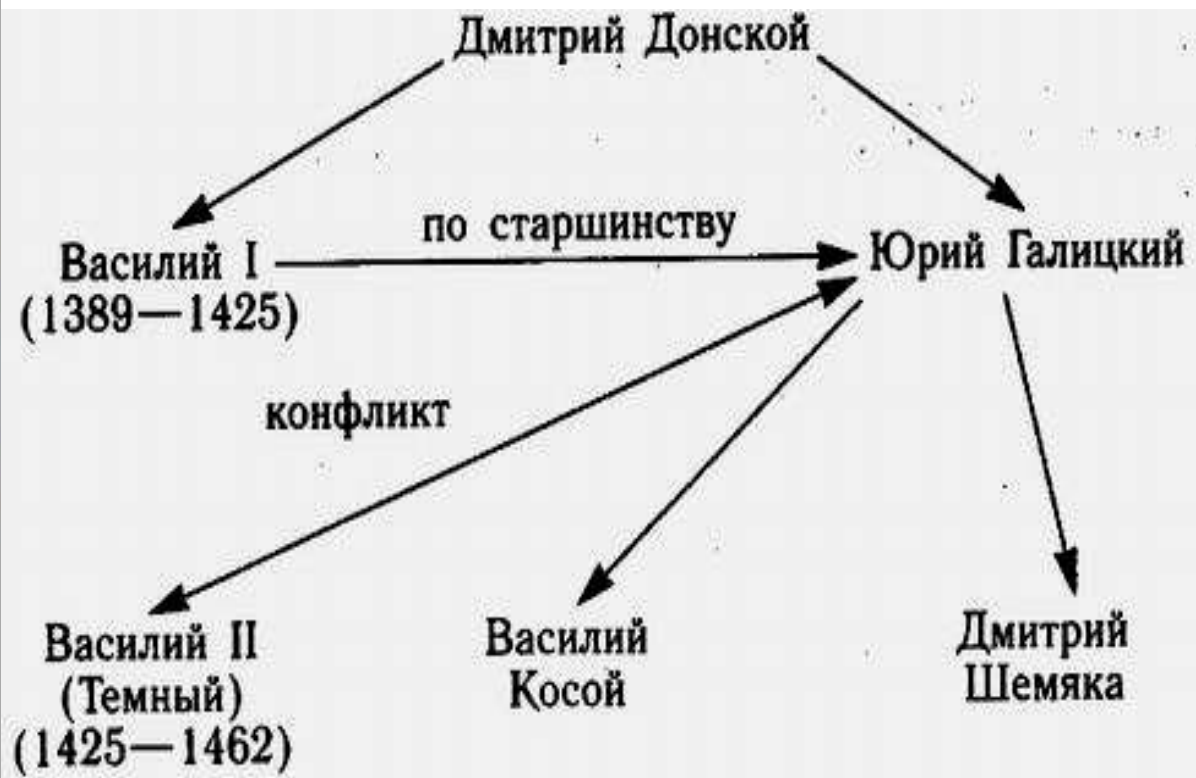 Дмитрий Донской
по старшинству
Василий I
(1389—1425)
Юрий Галицкий
конфликт
Василий II
(Темный)
(1425—1462)
Василий
Косой
Дмитрий
Шемяка